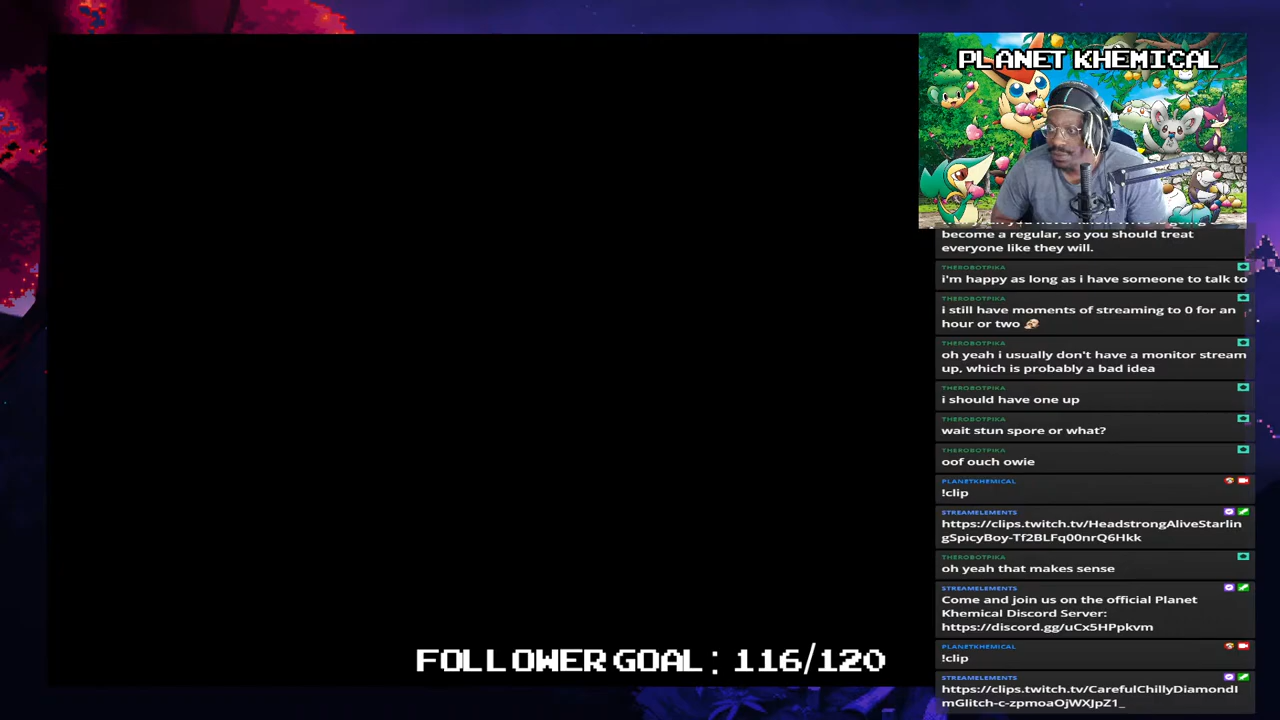 PLANET KHEMICAL
become a regular, so you should treat
everyone like they will.
THEROBOTPIKA
i'm happy as long as i have someone to talk to
THEROBOTPIKA
i still have moments of streaming to 0 for an
hour or two
THEROBOTPIKA
oh yeah i usually don't have a monitor stream
up, which is probably a bad idea
THEROBOTPIKA
i should have one up
THEROBOTPIKA
wait stun spore or what?
THEROBOTPIKA
oof ouch owie
PLANETKHEMICAL
!clip
STREAMELEMENTS
https://clips.twitch.tv/HeadstrongAliveStarlin
gSpicyBoy-Tf2BLFq00nrQ6Hkk
THEROBOTPIKA
oh yeah that makes sense
STREAMELEMENTS
Come and join us on the official Planet
Khemical Discord Server:
https://discord.gg/uCx5HPpkvm
PLANETKHEMICAL
!clip
STREAMELEMENTS
https://clips.twitch.tv/CarefulChillyDiamondI
mGlitch-c-zpmoaOjWXJpZ1_
FOLLOWER GOAL: 116/120